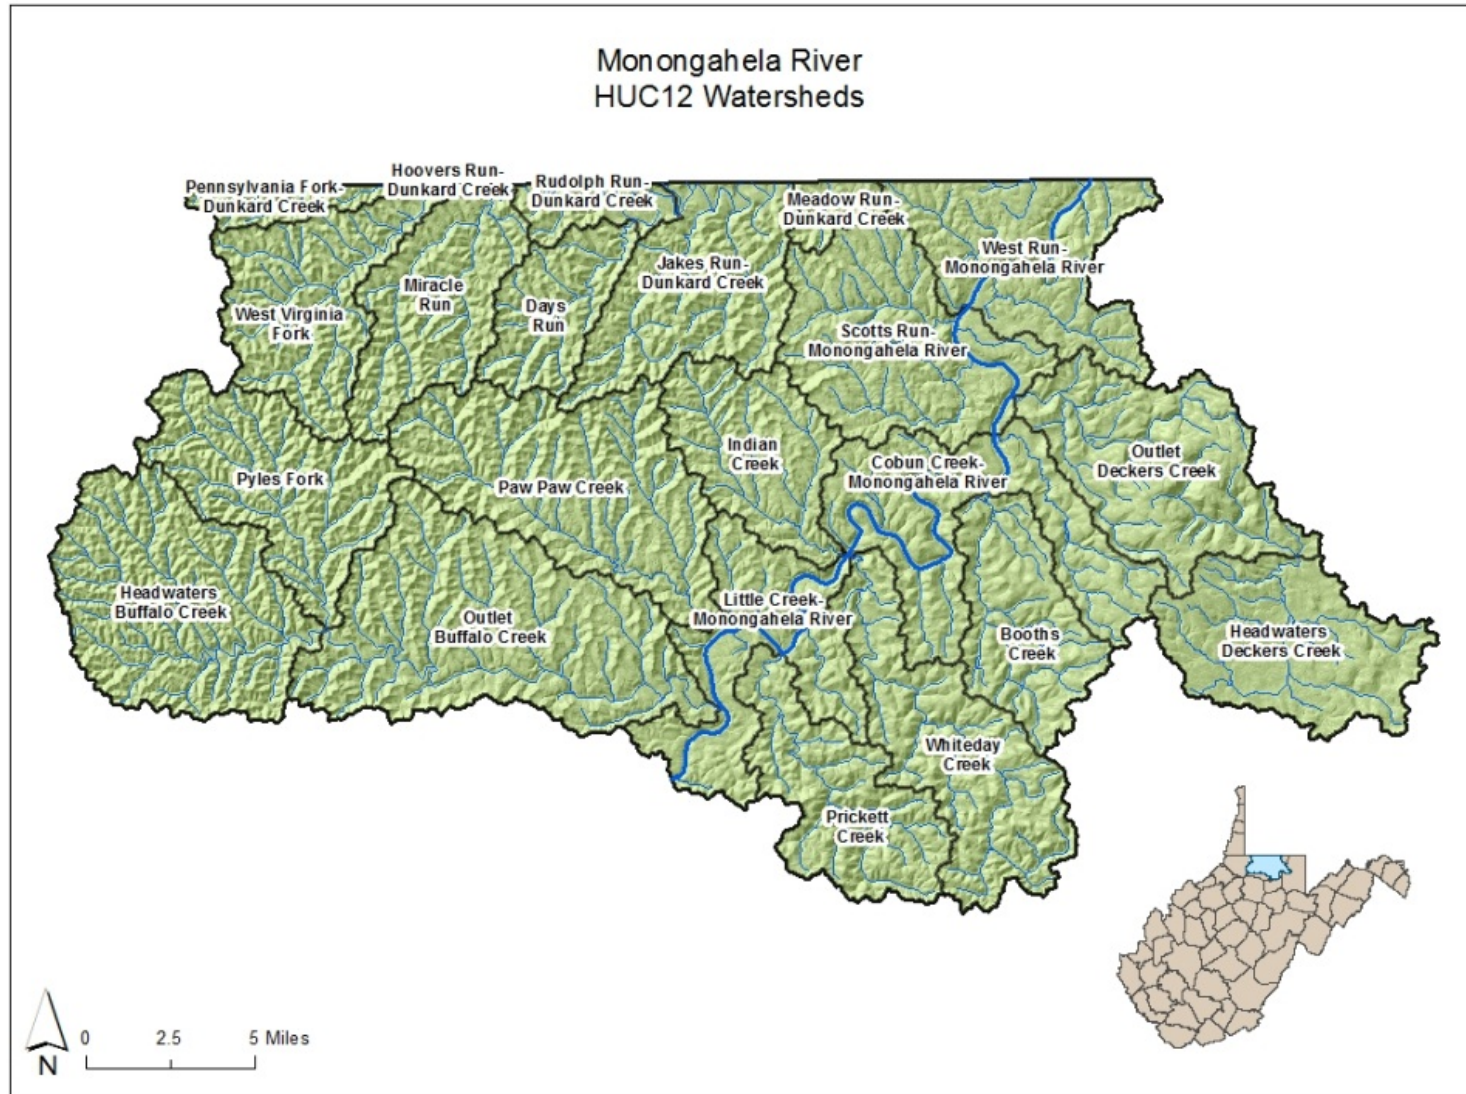 Monongahela River
HUC12 Watersheds
Pennsylvania Fork-
Dunkard Creek
Hoovers Run-
Dunkard Creek
Rudolph Run-
Dunkard Creek
Meadow Run-
Dunkard Creek
West Run-
Monongahela River
Jakes Run-
Dunkard Creek
Miracle
Run
Days
Run
West Virginia
Fork
Scotts Run-
Monongahela River
Indian
Creek
Cobun Creek-
Monongahela River
Outlet
Deckers Creek
Pyles Fork
Paw Paw Creek
Headwaters
Buffalo Creek
Outlet
Buffalo Creek
Little Creek-
Monongahela River
Booths
Creek
Headwaters
Deckers Creek
Whiteday
Creek
Prickett
Creek
N
0 2.5 5 Miles